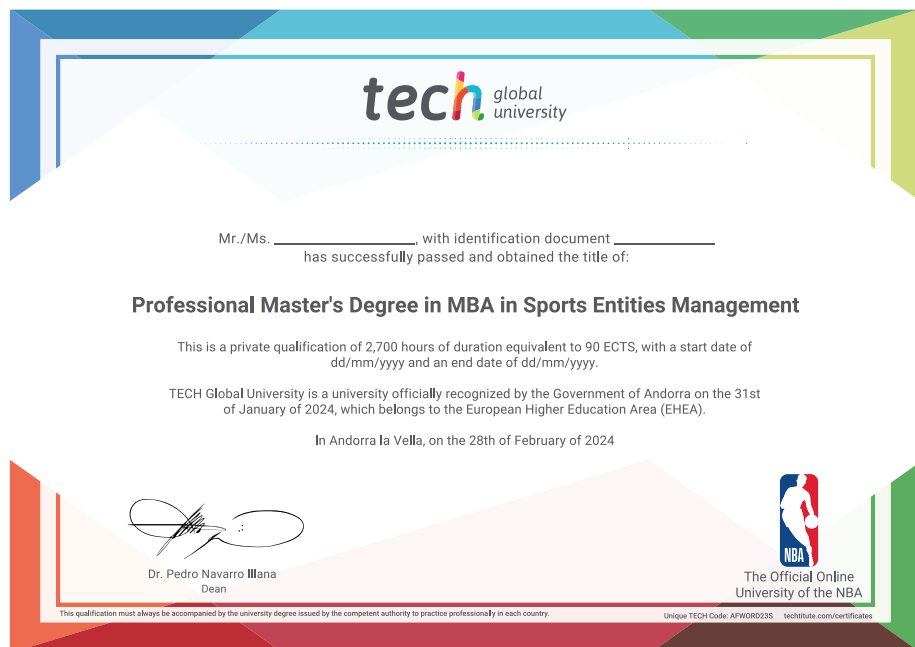 tech global university
Mr./Ms. ________________, with identification document ____________
has successfully passed and obtained the title of:
Professional Master's Degree in MBA in Sports Entities Management
This is a private qualification of 2,700 hours of duration equivalent to 90 ECTS, with a start date of
dd/mm/yyyy and an end date of dd/mm/yyyy.
TECH Global University is a university officially recognized by the Government of Andorra on the 31st
of January of 2024, which belongs to the European Higher Education Area (EHEA).
In Andorra la Vella, on the 28th of February of 2024
Dr. Pedro Navarro Illana
Dean
NBA
The Official Online
University of the NBA
This qualification must always be accompanied by the university degree issued by the competent authority to practice professionally in each country.
Unique TECH Code: AFWORD23S techtitute.com/certificates